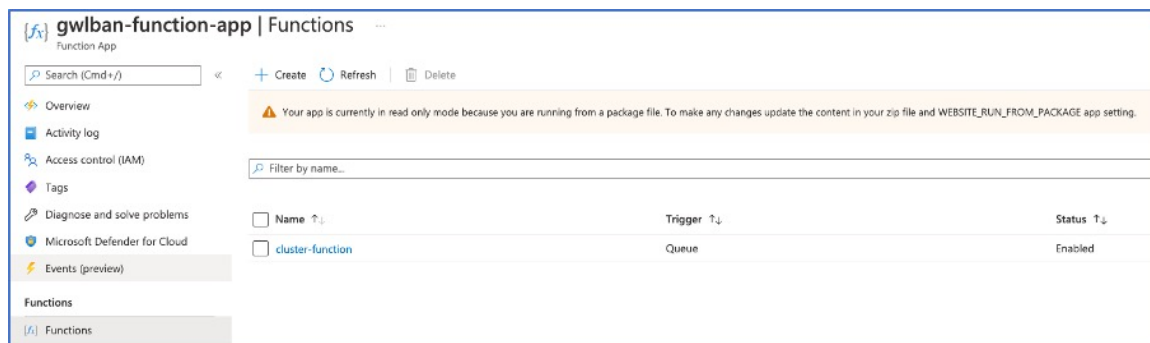 gwlban-function-app | Functions ...
Function App
Search (Cmd+/)
«
+ Create
Refresh
Delete
Overview
Activity log
Access control (IAM)
Tags
Diagnose and solve problems
Microsoft Defender for Cloud
Events (preview)
Functions
Functions
Your app is currently in read only mode because you are running from a package file. To make any changes update the content in your zip file and WEBSITE_RUN_FROM_PACKAGE app setting.
Filter by name...
Name ↑↓ Trigger ↑↓ Status ↑↓
cluster-function Queue Enabled